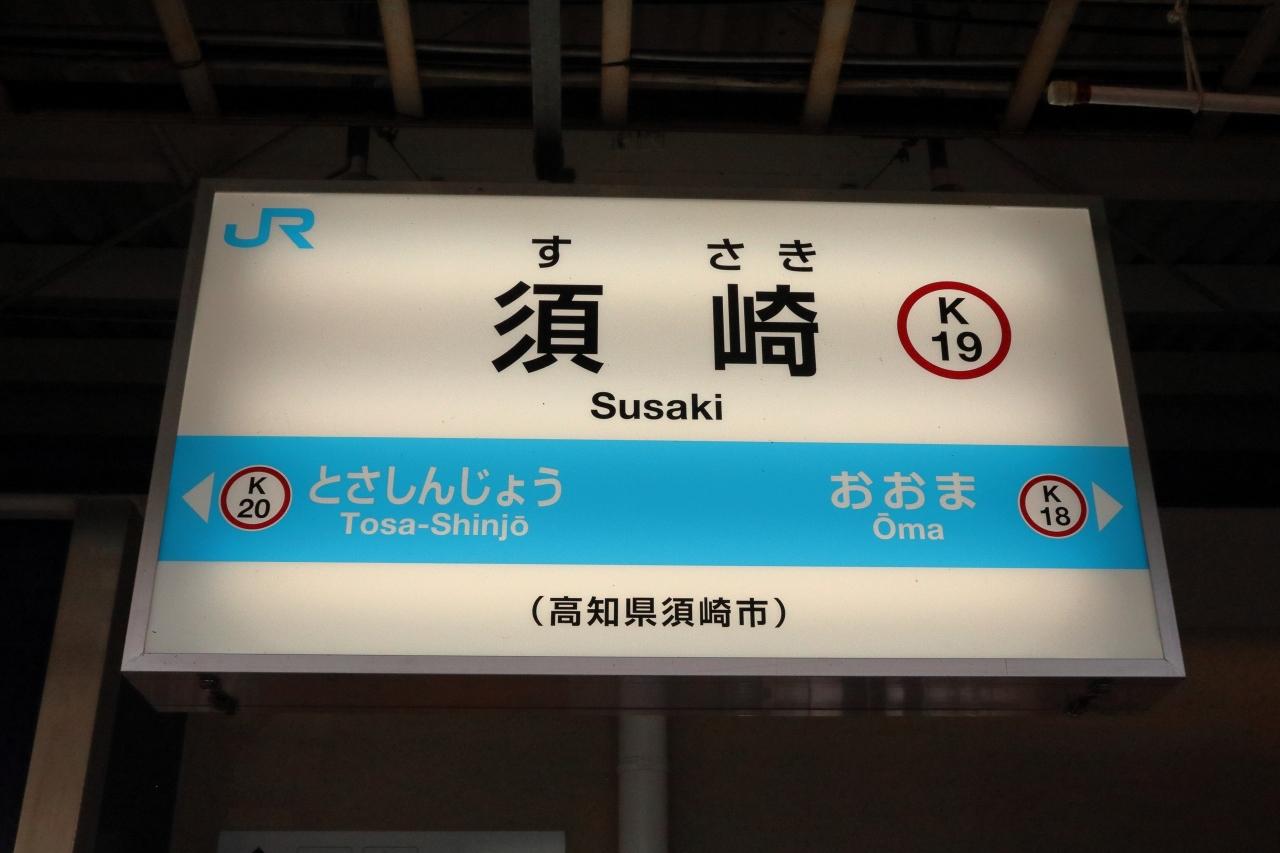 JR
す さき
須 崎
K
19
Susaki
K
20
とさしんじょう
Tosa-Shinjō
おおま
Ōma
K
18
（高知県須崎市）